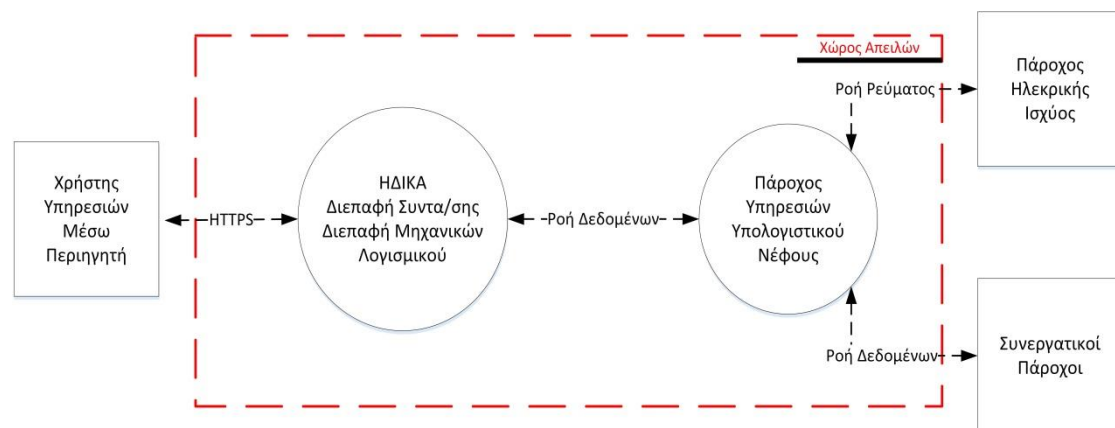 Χώρος Απειλών
Πάροχος
Ηλεκρικής
Ισχύος
Ροή Ρεύματος
Χρήστης
Υπηρεσιών
Μέσω
Περιηγητή
HTTPS
ΗΔΙΚΑ
Διεπαφή Συντα/σης
Διεπαφή Μηχανικών
Λογισμικού
Ροή Δεδομένων
Πάροχος
Υπηρεσιών
Υπολογιστικού
Νέφους
Ροή Δεδομένων
Συνεργατικοί
Πάροχοι